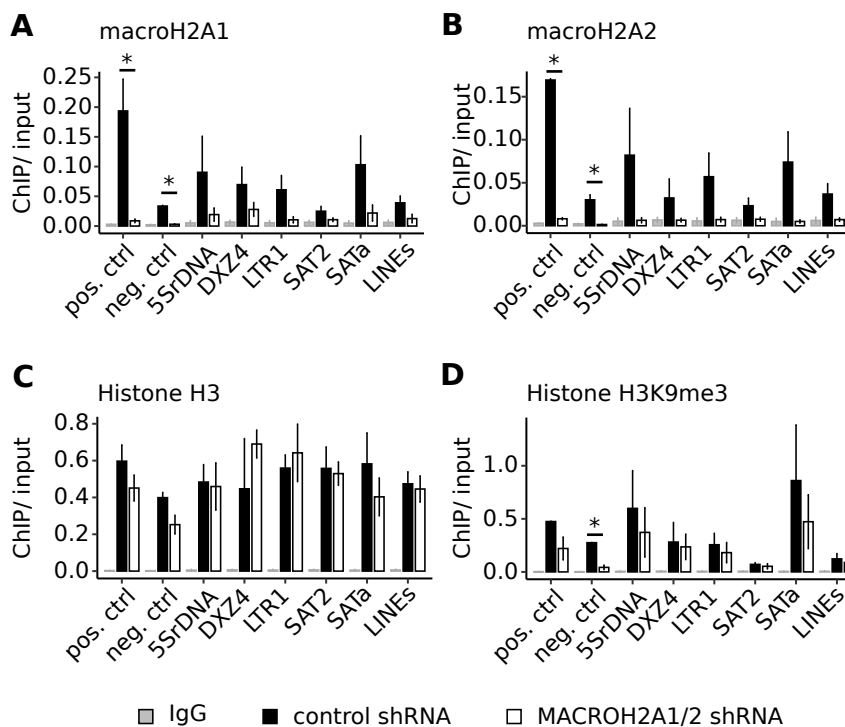 A
macroH2A1
*
*
ChIP/ input
0.25
0.20
0.15
0.10
0.05
0.00
pos. ctrl
neg. ctrl
5SrDNA
DXZ4
LTR1
SAT2
SATa
LINEs
B
macroH2A2
*
*
ChIP/ input
0.15
0.10
0.05
0.00
pos. ctrl
neg. ctrl
5SrDNA
DXZ4
LTR1
SAT2
SATa
LINEs
C
Histone H3
ChIP/ input
0.8
0.6
0.4
0.2
0.0
pos. ctrl
neg. ctrl
5SrDNA
DXZ4
LTR1
SAT2
SATa
LINEs
D
Histone H3K9me3
*
ChIP/ input
1.0
0.5
0.0
pos. ctrl
neg. ctrl
5SrDNA
DXZ4
LTR1
SAT2
SATa
LINEs
IgG
control shRNA
MACROH2A1/2 shRNA